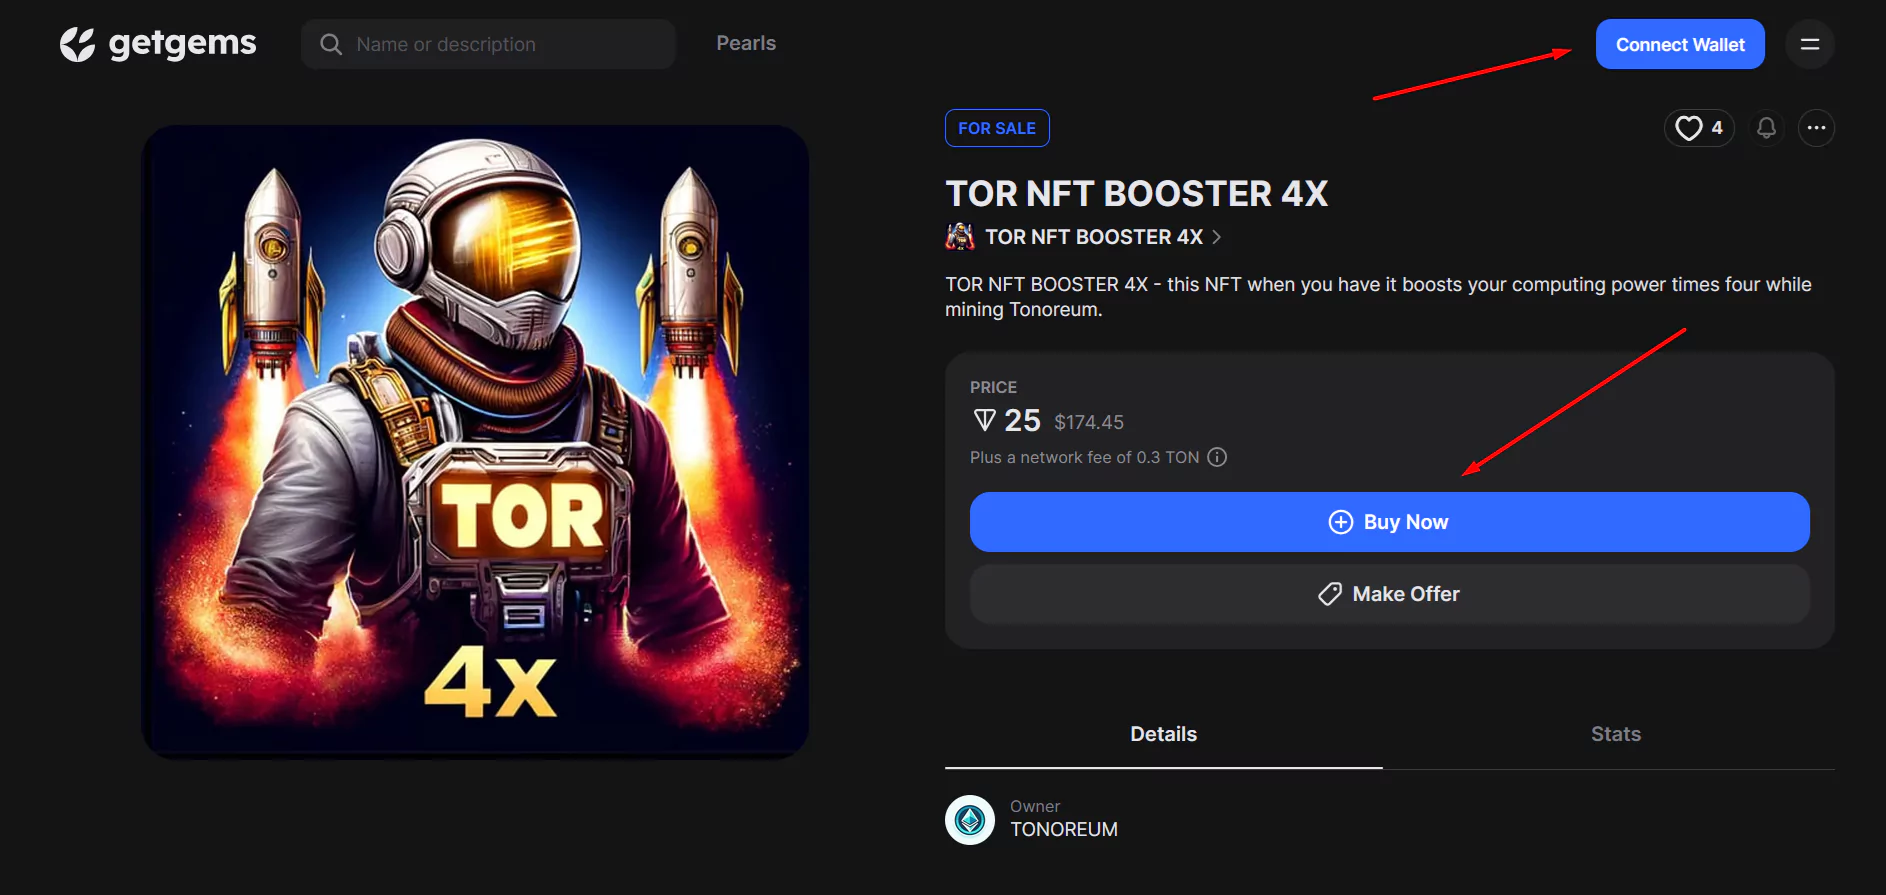 getgems
Name or description
Pearls
Connect Wallet
FOR SALE
4
TOR NFT BOOSTER 4X
TOR NFT BOOSTER 4X
TOR NFT BOOSTER 4X - this NFT when you have it boosts your computing power times four while
mining Tonoreum.
PRICE
25 $174.45
Plus a network fee of 0.3 TON
Buy Now
Make Offer
Details
Stats
Owner
TONOREUM
TOR
4x